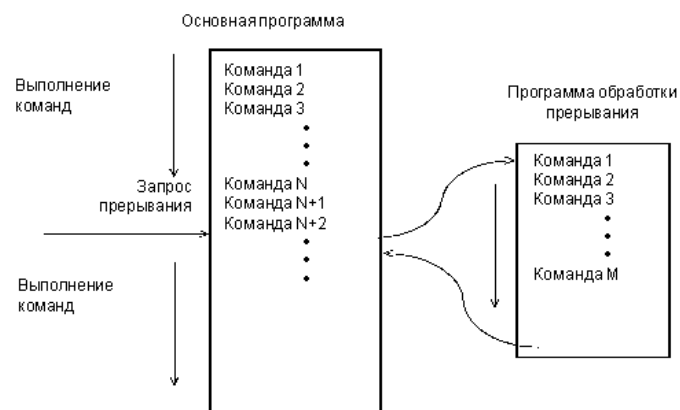 Основная программа
Выполнение
команд
Команда 1
Команда 2
Команда 3
Запрос
прерывания
Команда N
Команда N+1
Команда N+2
Выполнение
команд
Программа обработки
прерывания
Команда 1
Команда 2
Команда 3
Команда M